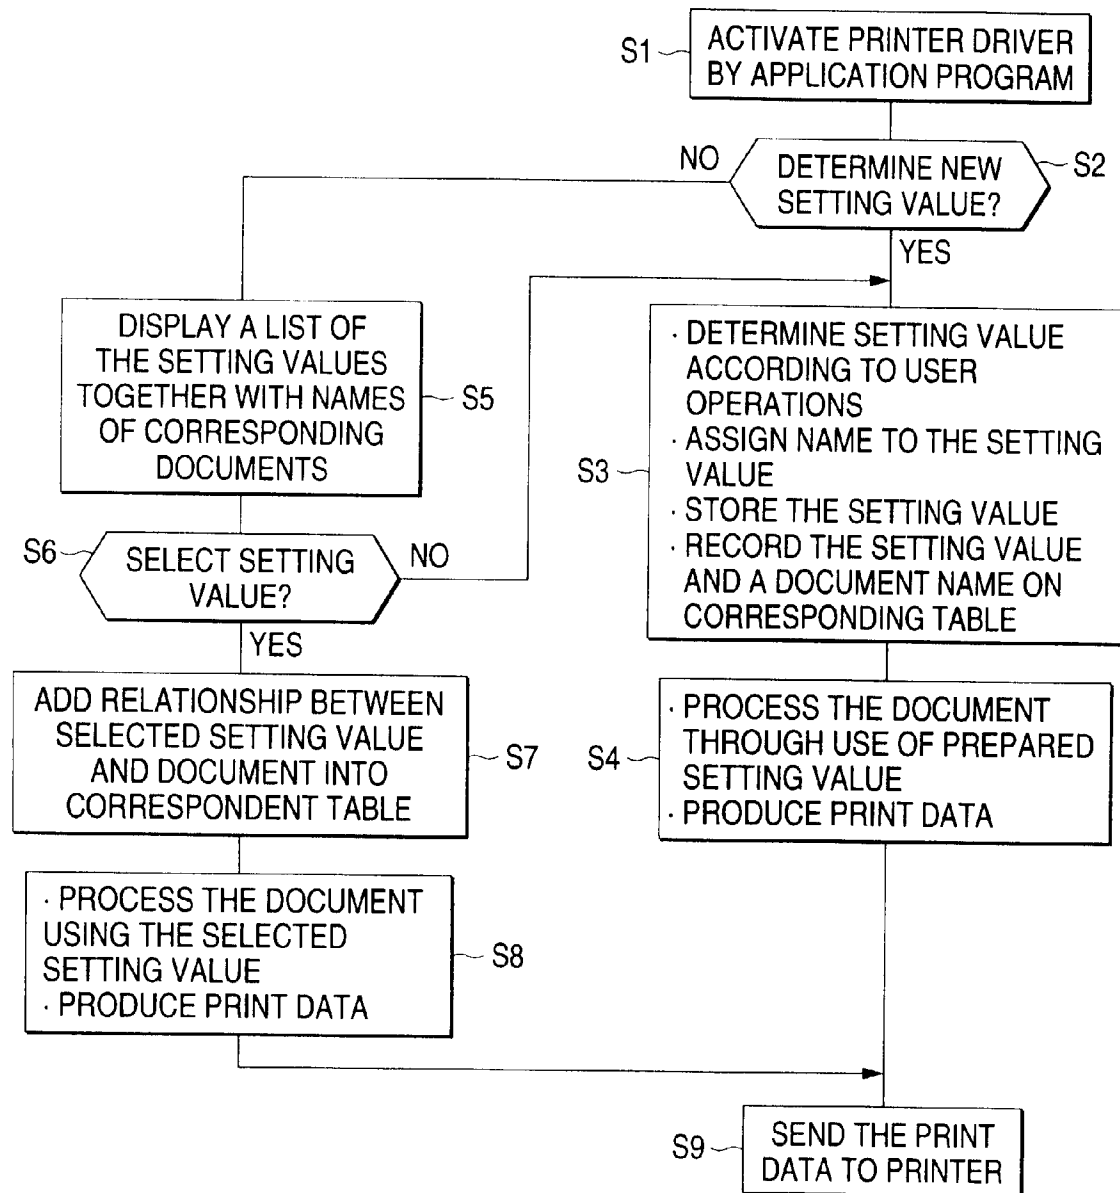 S1
ACTIVATE PRINTER DRIVER
BY APPLICATION PROGRAM
S2
DETERMINE NEW
SETTING VALUE?
NO
YES
DISPLAY A LIST OF
THE SETTING VALUES
TOGETHER WITH NAMES
OF CORRESPONDING
DOCUMENTS
S5
S3
· DETERMINE SETTING VALUE
ACCORDING TO USER
OPERATIONS
· ASSIGN NAME TO THE SETTING
VALUE
· STORE THE SETTING VALUE
· RECORD THE SETTING VALUE
AND A DOCUMENT NAME ON
CORRESPONDING TABLE
S6
SELECT SETTING
VALUE?
NO
YES
ADD RELATIONSHIP BETWEEN
SELECTED SETTING VALUE
AND DOCUMENT INTO
CORRESPONDENT TABLE
S7
S4
· PROCESS THE DOCUMENT
THROUGH USE OF PREPARED
SETTING VALUE
· PRODUCE PRINT DATA
· PROCESS THE DOCUMENT
USING THE SELECTED
SETTING VALUE
· PRODUCE PRINT DATA
S8
S9
SEND THE PRINT
DATA TO PRINTER